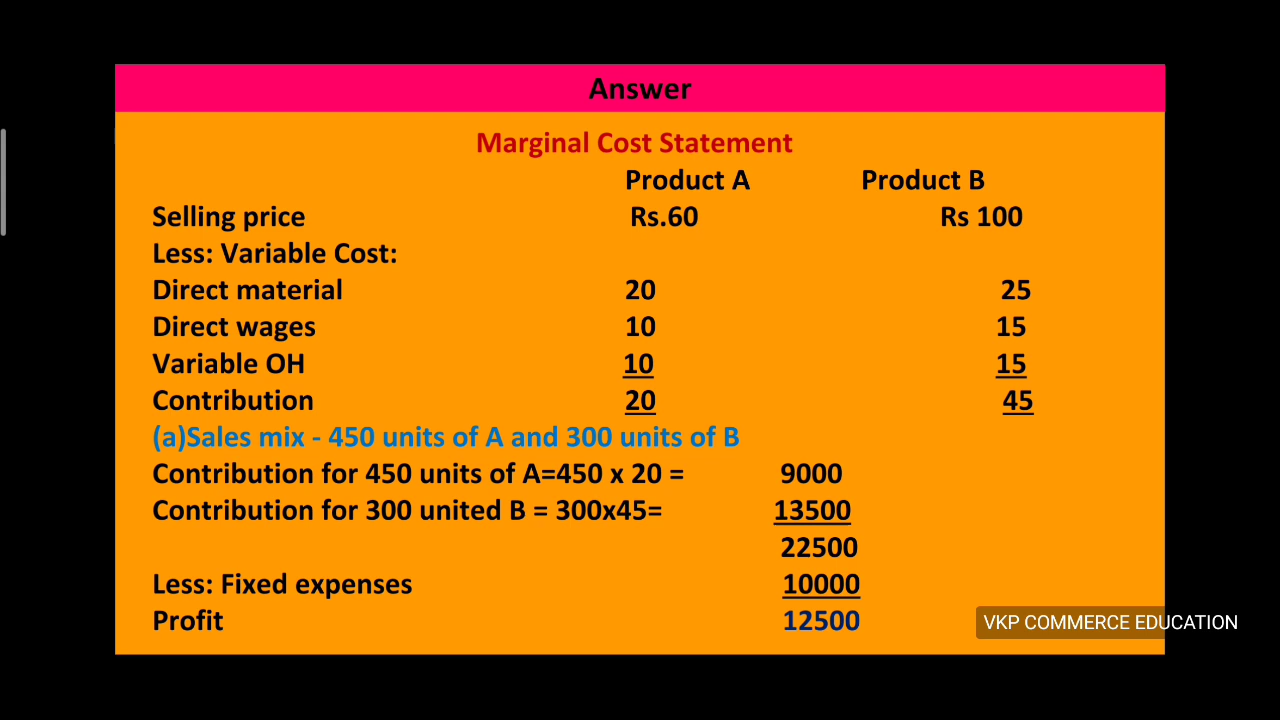 Answer
Marginal Cost Statement
Product A Product B
Selling price Rs.60 Rs 100
Less: Variable Cost:
Direct material 20 25
Direct wages 10 15
Variable OH 10 15
Contribution 20 45
(a)Sales mix - 450 units of A and 300 units of B
Contribution for 450 units of A=450 x 20 = 9000
Contribution for 300 united B = 300x45= 13500
22500
Less: Fixed expenses 10000
Profit 12500
VKP COMMERCE EDUCATION